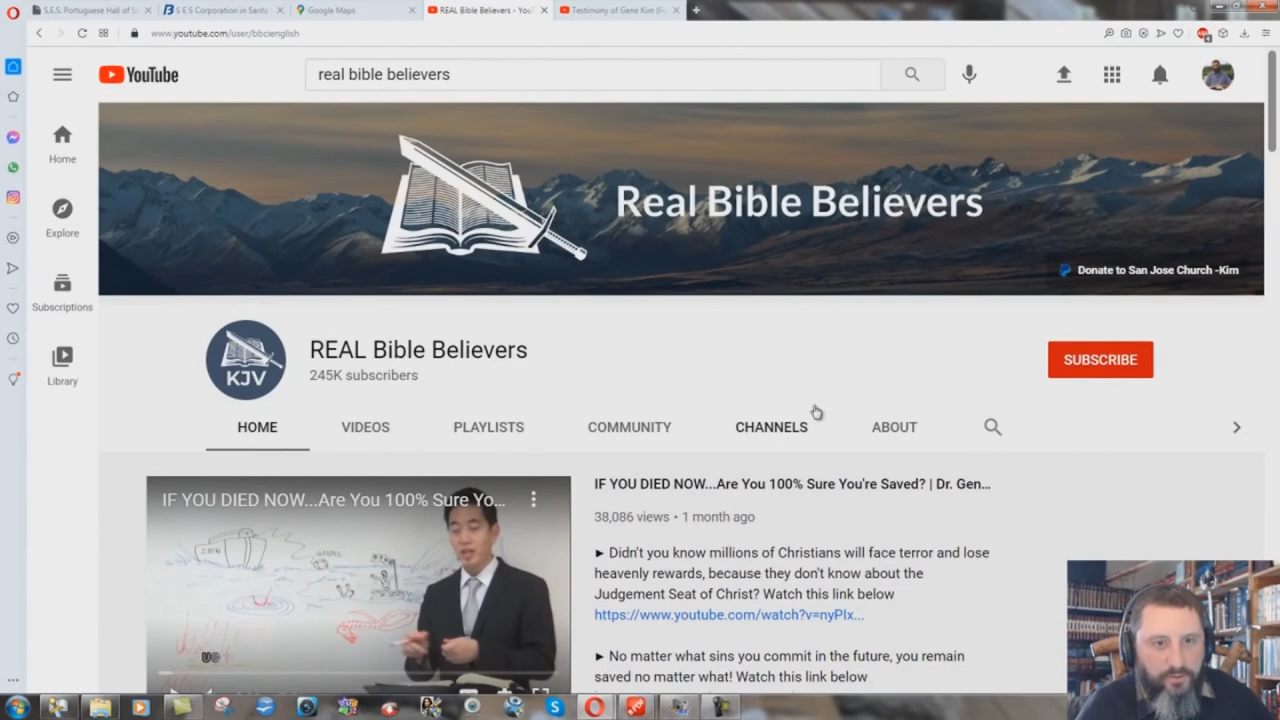 S.E.S. Portuguese Hall of S
S E S Corporation in Santa
Google Maps
REAL Bible Believers - You
Testimony of Gene Kim (Fu
www.youtube.com/user/bbcienglish
YouTube
real bible believers
Home
Explore
Subscriptions
Library
Real Bible Believers
Donate to San Jose Church -Kim
KJV
REAL Bible Believers
245K subscribers
SUBSCRIBE
HOME
VIDEOS
PLAYLISTS
COMMUNITY
CHANNELS
ABOUT
IF YOU DIED NOW...Are You 100% Sure Yo...
ZION
GOSPEL
IF YOU DIED NOW...Are You 100% Sure You're Saved? | Dr. Gen...
38,086 views • 1 month ago
► Didn't you know millions of Christians will face terror and lose
heavenly rewards, because they don't know about the
Judgement Seat of Christ? Watch this link below
https://www.youtube.com/watch?v=nyPIx...
► No matter what sins you commit in the future, you remain
saved no matter what! Watch this link below